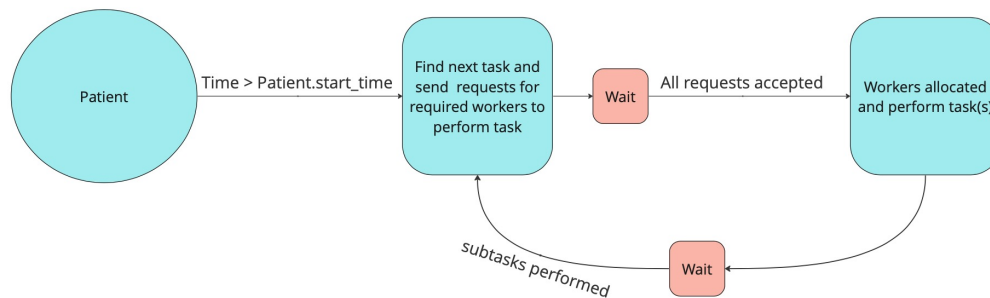 Patient
Time > Patient.start_time
Find next task and
send requests for
required workers to
perform task
Wait
All requests accepted
Workers allocated
and perform task(s)
Wait
subtasks performed